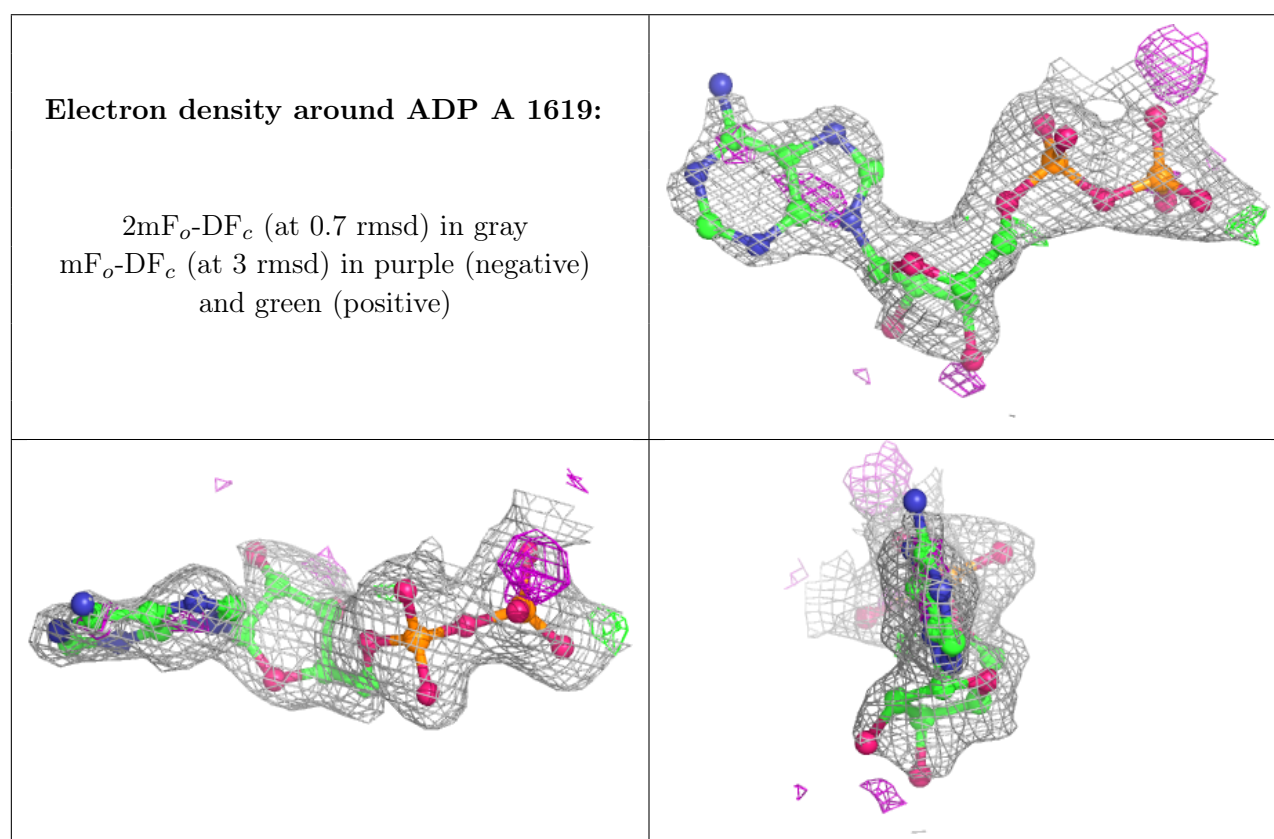 Electron density around ADP A 1619:
2mFo-DFc (at 0.7 rmsd) in gray
mFo-DFc (at 3 rmsd) in purple (negative)
and green (positive)